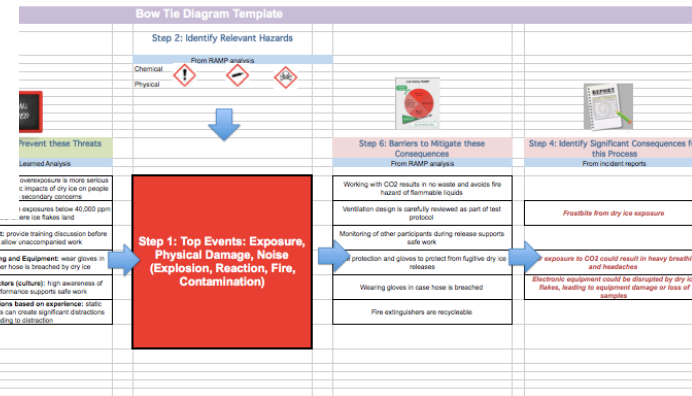 Bow Tie Diagram Template
Step 2: Identify Relevant Hazards
From RAMP analysis
Chemical
Physical
REPORT
Prevent these Threats
Learned Analysis
overexposure is more serious
impacts of dry ice on people
secondary concerns
exposures below 40,000 ppm
ere ice flakes land
provide training discussion before
allow unaccompanied work
ng and Equipment: wear gloves in
er hose is breached by dry ice
ctors (culture): high awareness of
formance supports safe work
ions based on experience: static
s can create significant distractions
ding to distraction
Step 1: Top Events: Exposure,
Physical Damage, Noise
(Explosion, Reaction, Fire,
Contamination)
Step 6: Barriers to Mitigate these
Consequences
From RAMP analysis
Working with CO2 results in no waste and avoids fire
hazard of flammable liquids
Ventilation design is carefully reviewed as part of test
protocol
Monitoring of other participants during release supports
safe work
protection and gloves to protect from fugitive dry ice
releases
Wearing gloves in case hose is breached
Fire extinguishers are recycleable
Step 4: Identify Significant Consequences f
this Process
From incident reports
Frostbite from dry ice exposure
exposure to CO2 could result in heavy breathi
and headaches
Electronic equipment could be disrupted by dry ic
flakes, leading to equipment damage or loss of
samples